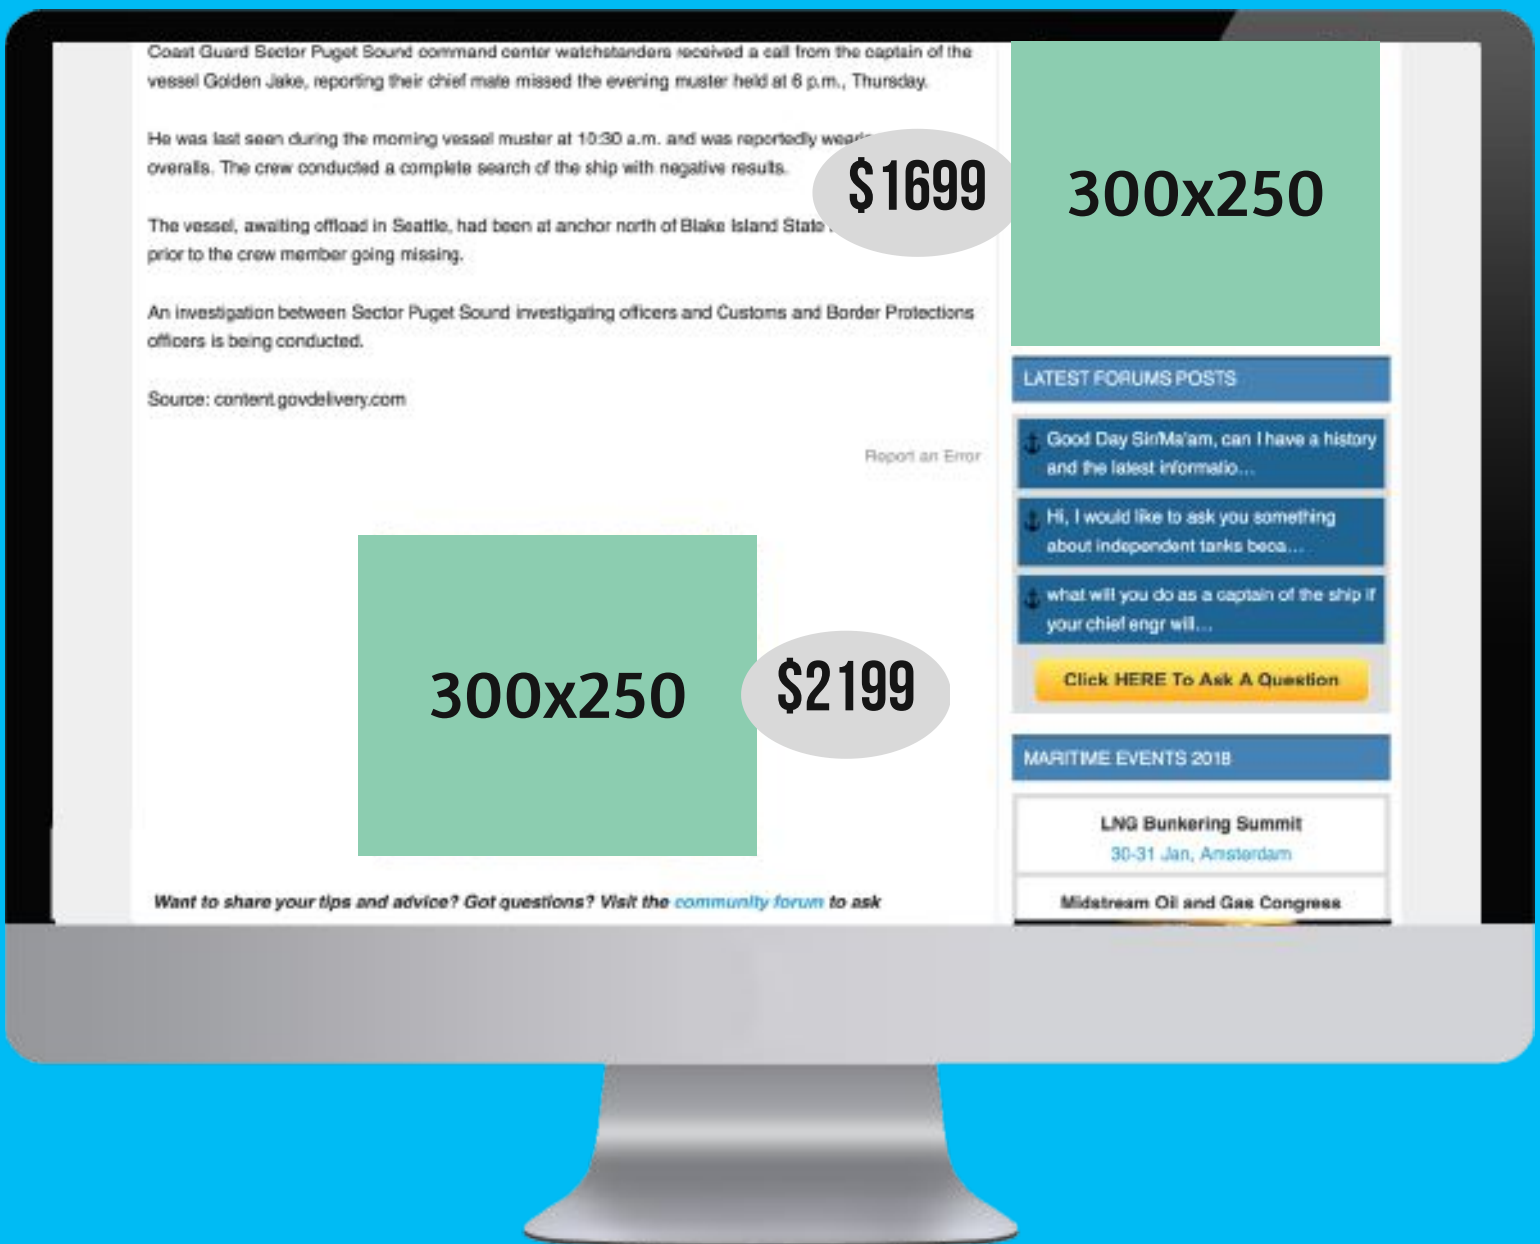 Coast Guard Sector Puget Sound command center watchstanders received a call from the captain of the
vessel Golden Jake, reporting their chief mate missed the evening muster held at 6 p.m., Thursday.
He was last seen during the morning vessel muster at 10:30 a.m. and was reportedly
overalls. The crew conducted a complete search of the ship with negative results.
The vessel, awaiting offload in Seattle, had been at anchor north of Blake Island State
prior to the crew member going missing.
An investigation between Sector Puget Sound investigating officers and Customs and Border Protections
officers is being conducted.
Source: content.govdelivery.com
Report an Error
300x250
$2199
Want to share your tips and advice? Got questions? Visit the community forum to ask
$1699
300x250
LATEST FORUMS POSTS
Good Day Sir/Ma'am, can I have a history
and the latest informatio...
Hi, I would like to ask you something
about independent tanks beca...
what will you do as a captain of the ship if
your chief engr will...
Click HERE To Ask A Question
MARITIME EVENTS 2018
LNG Bunkering Summit
30-31 Jan, Amsterdam
Midstream Oil and Gas Congress